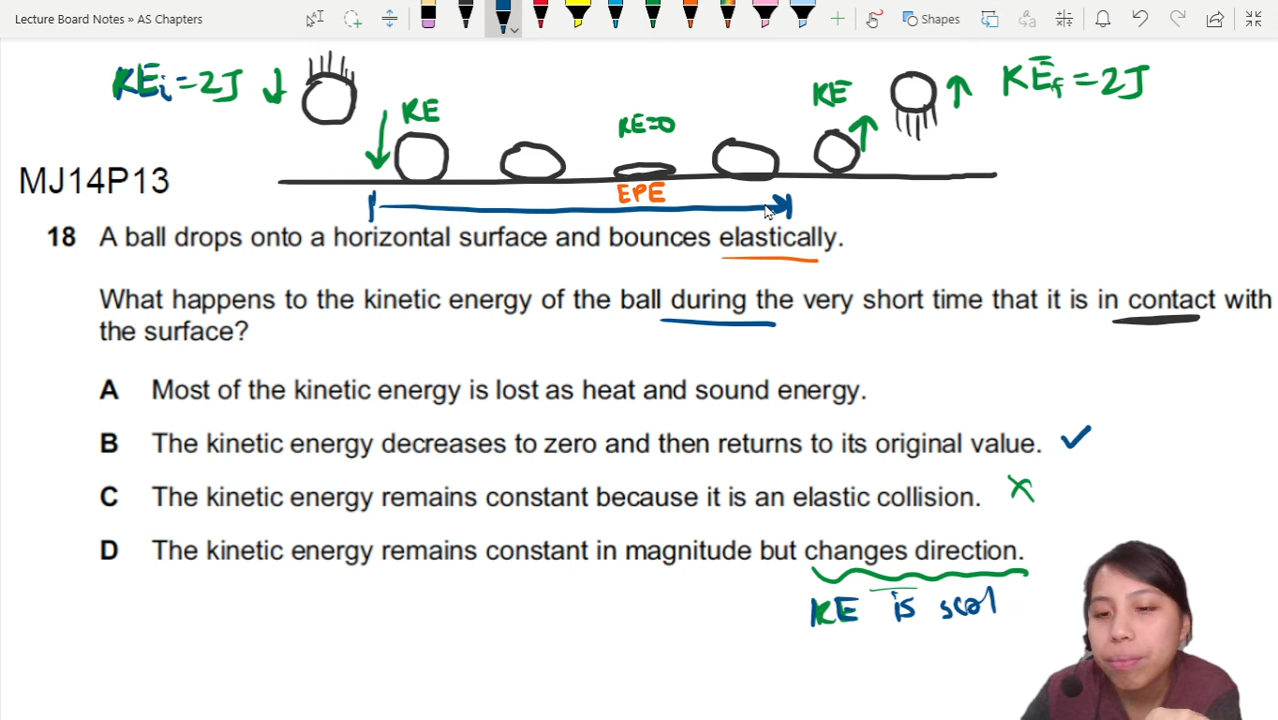 Lecture Board Notes » AS Chapters
Shapes
KEi = 2J
KE
KE=0
KE
KEf = 2J
MJ14P13
EPE
18 A ball drops onto a horizontal surface and bounces elastically.
What happens to the kinetic energy of the ball during the very short time that it is in contact with
the surface?
A Most of the kinetic energy is lost as heat and sound energy.
B The kinetic energy decreases to zero and then returns to its original value. ✓
C The kinetic energy remains constant because it is an elastic collision. ✗
D The kinetic energy remains constant in magnitude but changes direction.
KE is scal